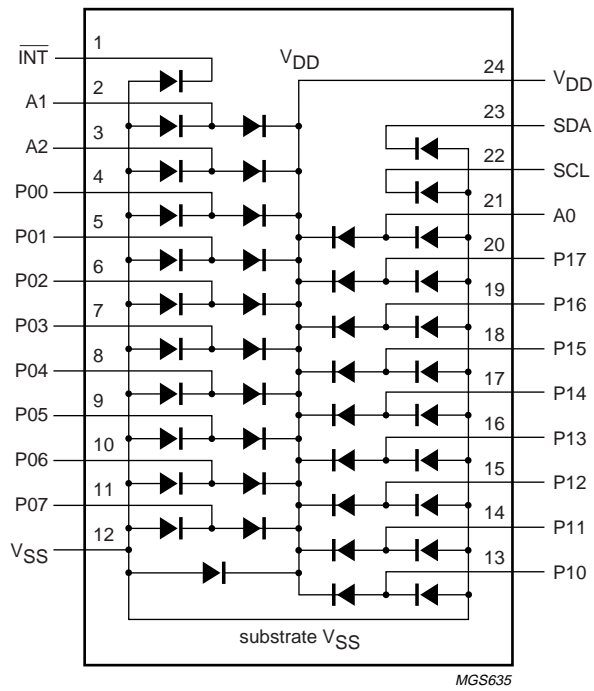 1
INT
2
A1
3
A2
4
P00
5
P01
6
P02
7
P03
8
P04
9
P05
10
P06
11
P07
12
VSS
VDD
24
VDD
23
SDA
22
SCL
21
A0
20
P17
19
P16
18
P15
17
P14
16
P13
15
P12
14
P11
13
P10
substrate VSS
MGS635